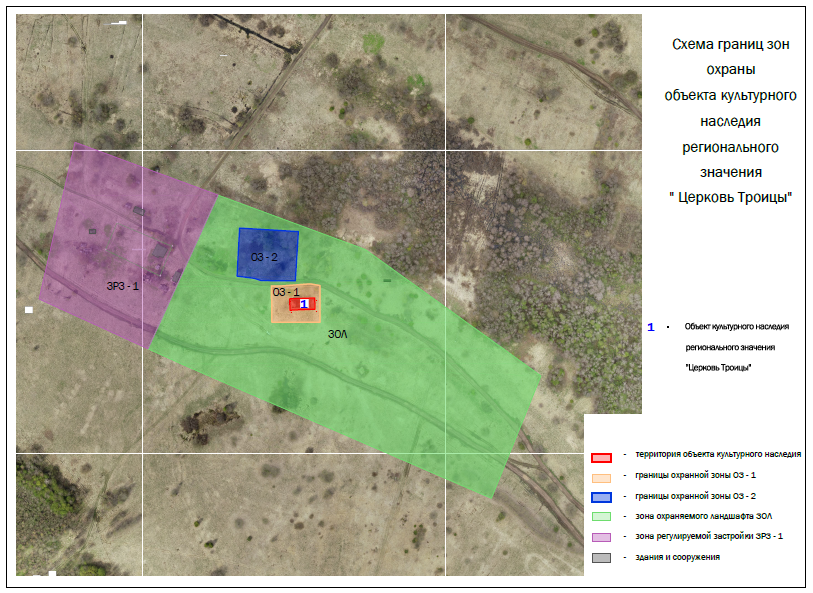 Схема границ зон
охраны
объекта культурного
наследия
регионального
значения
" Церковь Троицы"
ОЗ - 2
ЗРЗ - 1
ОЗ - 1
1
ЗОЛ
1 - Объект культурного наследия
регионального значения
"Церковь Троицы"
- территория объекта культурного наследия
- границы охранной зоны ОЗ - 1
- границы охранной зоны ОЗ - 2
- зона охраняемого ландшафта ЗОЛ
- зона регулируемой застройки ЗРЗ - 1
- здания и сооружения